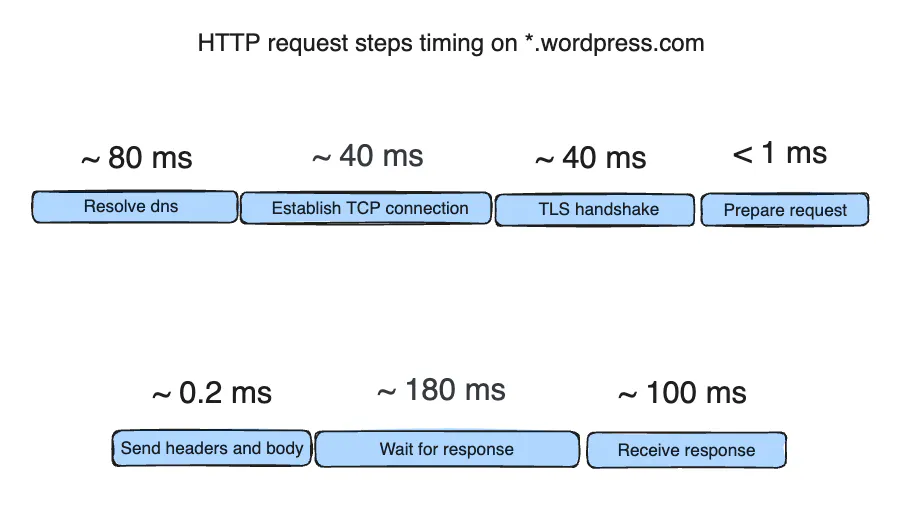 HTTP request steps timing on *.wordpress.com
~ 80 ms
~ 40 ms
~ 40 ms
< 1 ms
Resolve dns
Establish TCP connection
TLS handshake
Prepare request
~ 0.2 ms
~ 180 ms
~ 100 ms
Send headers and body
Wait for response
Receive response